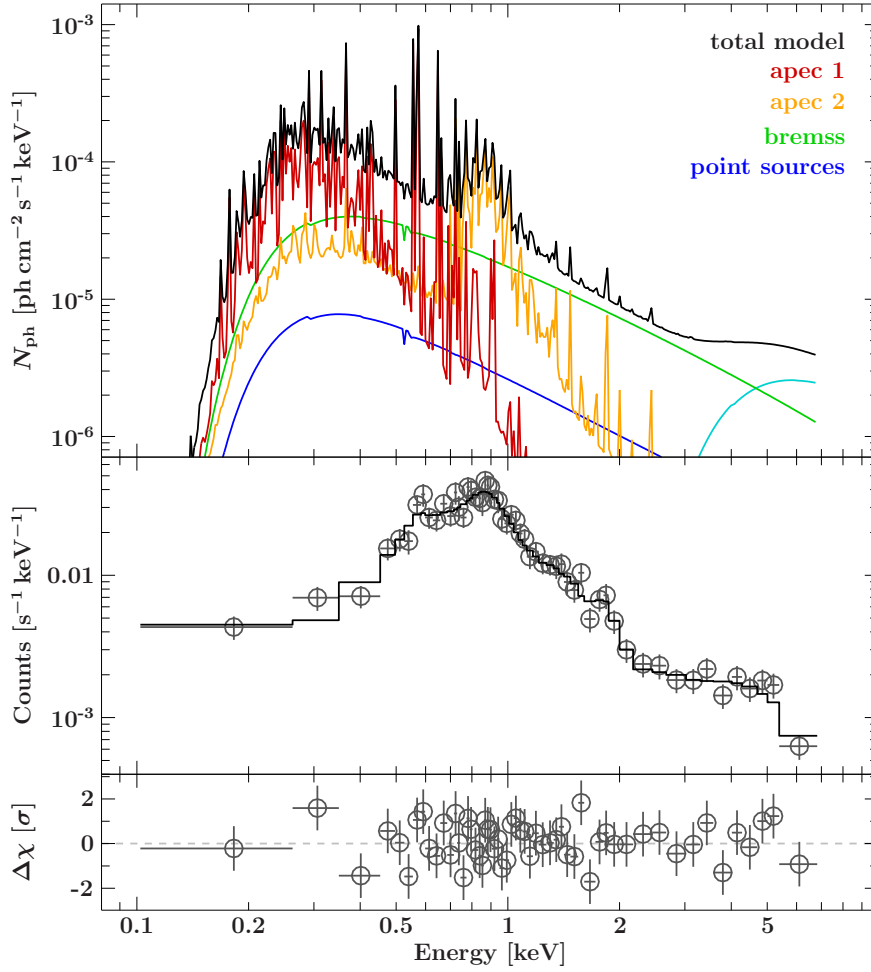 10⁻³
10⁻⁴
10⁻⁵
10⁻⁶
N_ph [ph cm⁻² s⁻¹ keV⁻¹]
total model
apec 1
apec 2
bremss
point sources
0.01
10⁻³
Counts [s⁻¹ keV⁻¹]
2
0
-2
Δχ [σ]
0.1
0.2
0.5
1
2
5
Energy [keV]